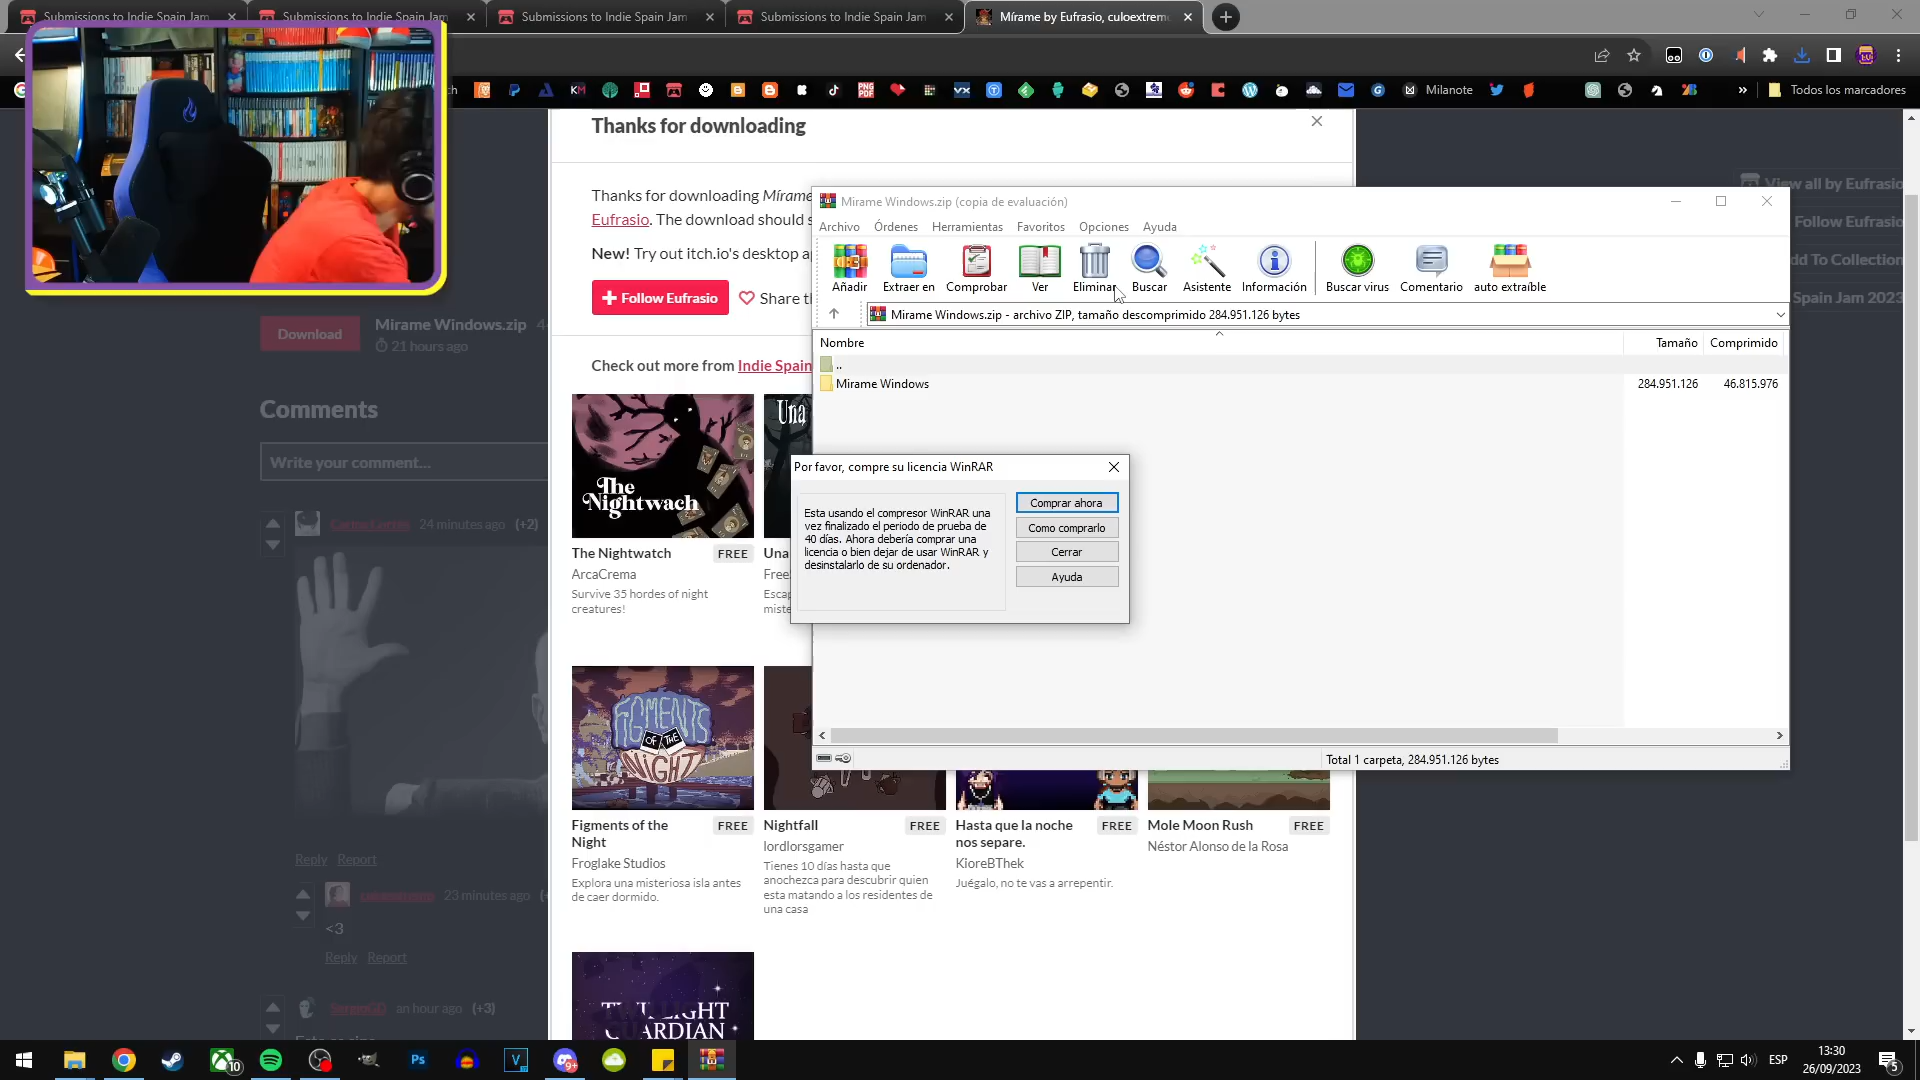 Submissions to Indie Spain Jam
Submissions to Indie Spain Jam
Submissions to Indie Spain Jam
Submissions to Indie Spain Jam
Mírame by Eufrasio, culoextremo
Milanote
Todos los marcadores
Thanks for downloading
Thanks for downloading Mírame
Eufrasio. The download should s
New! Try out itch.io's desktop ap
Follow Eufrasio
Share th
View all by Eufrasio
Follow Eufrasio
Add To Collection
Spain Jam 2023
Download
Mirame Windows.zip
21 hours ago
Check out more from Indie Spain
Comments
Write your comment...
24 minutes ago (+2)
Reply Report
23 minutes ago
<3
Reply Report
an hour ago (+3)
Mirame Windows.zip (copia de evaluación)
Archivo Órdenes Herramientas Favoritos Opciones Ayuda
Añadir Extraer en Comprobar Ver Eliminar Buscar Asistente Información Buscar virus Comentario auto extraíble
Mirame Windows.zip - archivo ZIP, tamaño descomprimido 284.951.126 bytes
Nombre Tamaño Comprimido
..
Mirame Windows 284.951.126 46.815.976
Por favor, compre su licencia WinRAR
Esta usando el compresor WinRAR una
vez finalizado el periodo de prueba de
40 días. Ahora debería comprar una
licencia o bien dejar de usar WinRAR y
desinstalarlo de su ordenador.
Comprar ahora
Como comprarlo
Cerrar
Ayuda
Total 1 carpeta, 284.951.126 bytes
The
Nightwach
Una
The Nightwatch FREE
ArcaCrema
Survive 35 hordes of night
creatures!
Una
Free
Escap
miste
FIGMENTS
OF THE
NIGHT
Figments of the
Night
FREE
Froglake Studios
Explora una misteriosa isla antes
de caer dormido.
Nightfall FREE
lordlorsgamer
Tienes 10 días hasta que
anochezca para descubrir quien
esta matando a los residentes de
una casa
Hasta que la noche
nos separe.
FREE
KioreBThek
Juégalo, no te vas a arrepentir.
Mole Moon Rush FREE
Néstor Alonso de la Rosa
TWILIGHT
GUARDIAN
ESP
13:30
26/09/2023